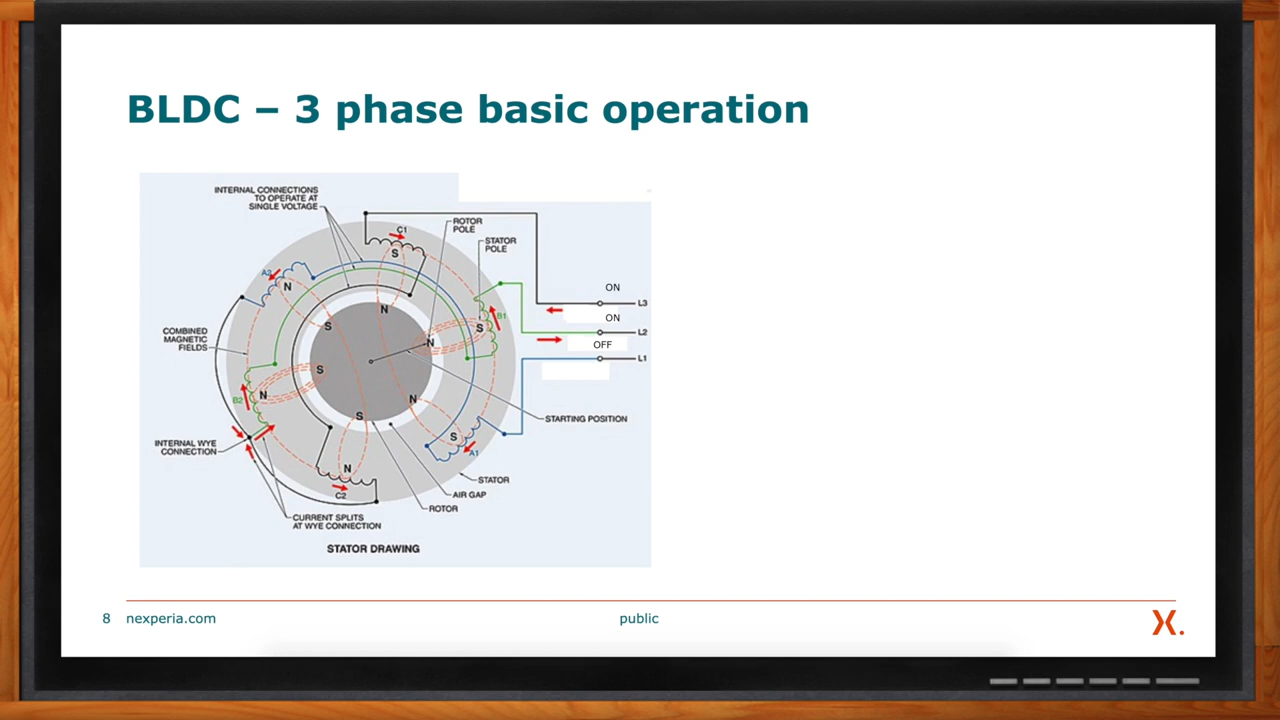 BLDC – 3 phase basic operation
INTERNAL CONNECTIONS
TO OPERATE AT
SINGLE VOLTAGE
ROTOR
POLE
C1
STATOR
POLE
S
A2
N
ON
L3
N
B1
ON
L2
S
S
COMBINED
MAGNETIC
FIELDS
N
OFF
L1
S
N
B2
N
S
STARTING POSITION
S
A1
INTERNAL WYE
CONNECTION
N
C2
STATOR
AIR GAP
ROTOR
CURRENT SPLITS
AT WYE CONNECTION
STATOR DRAWING
8 nexperia.com public